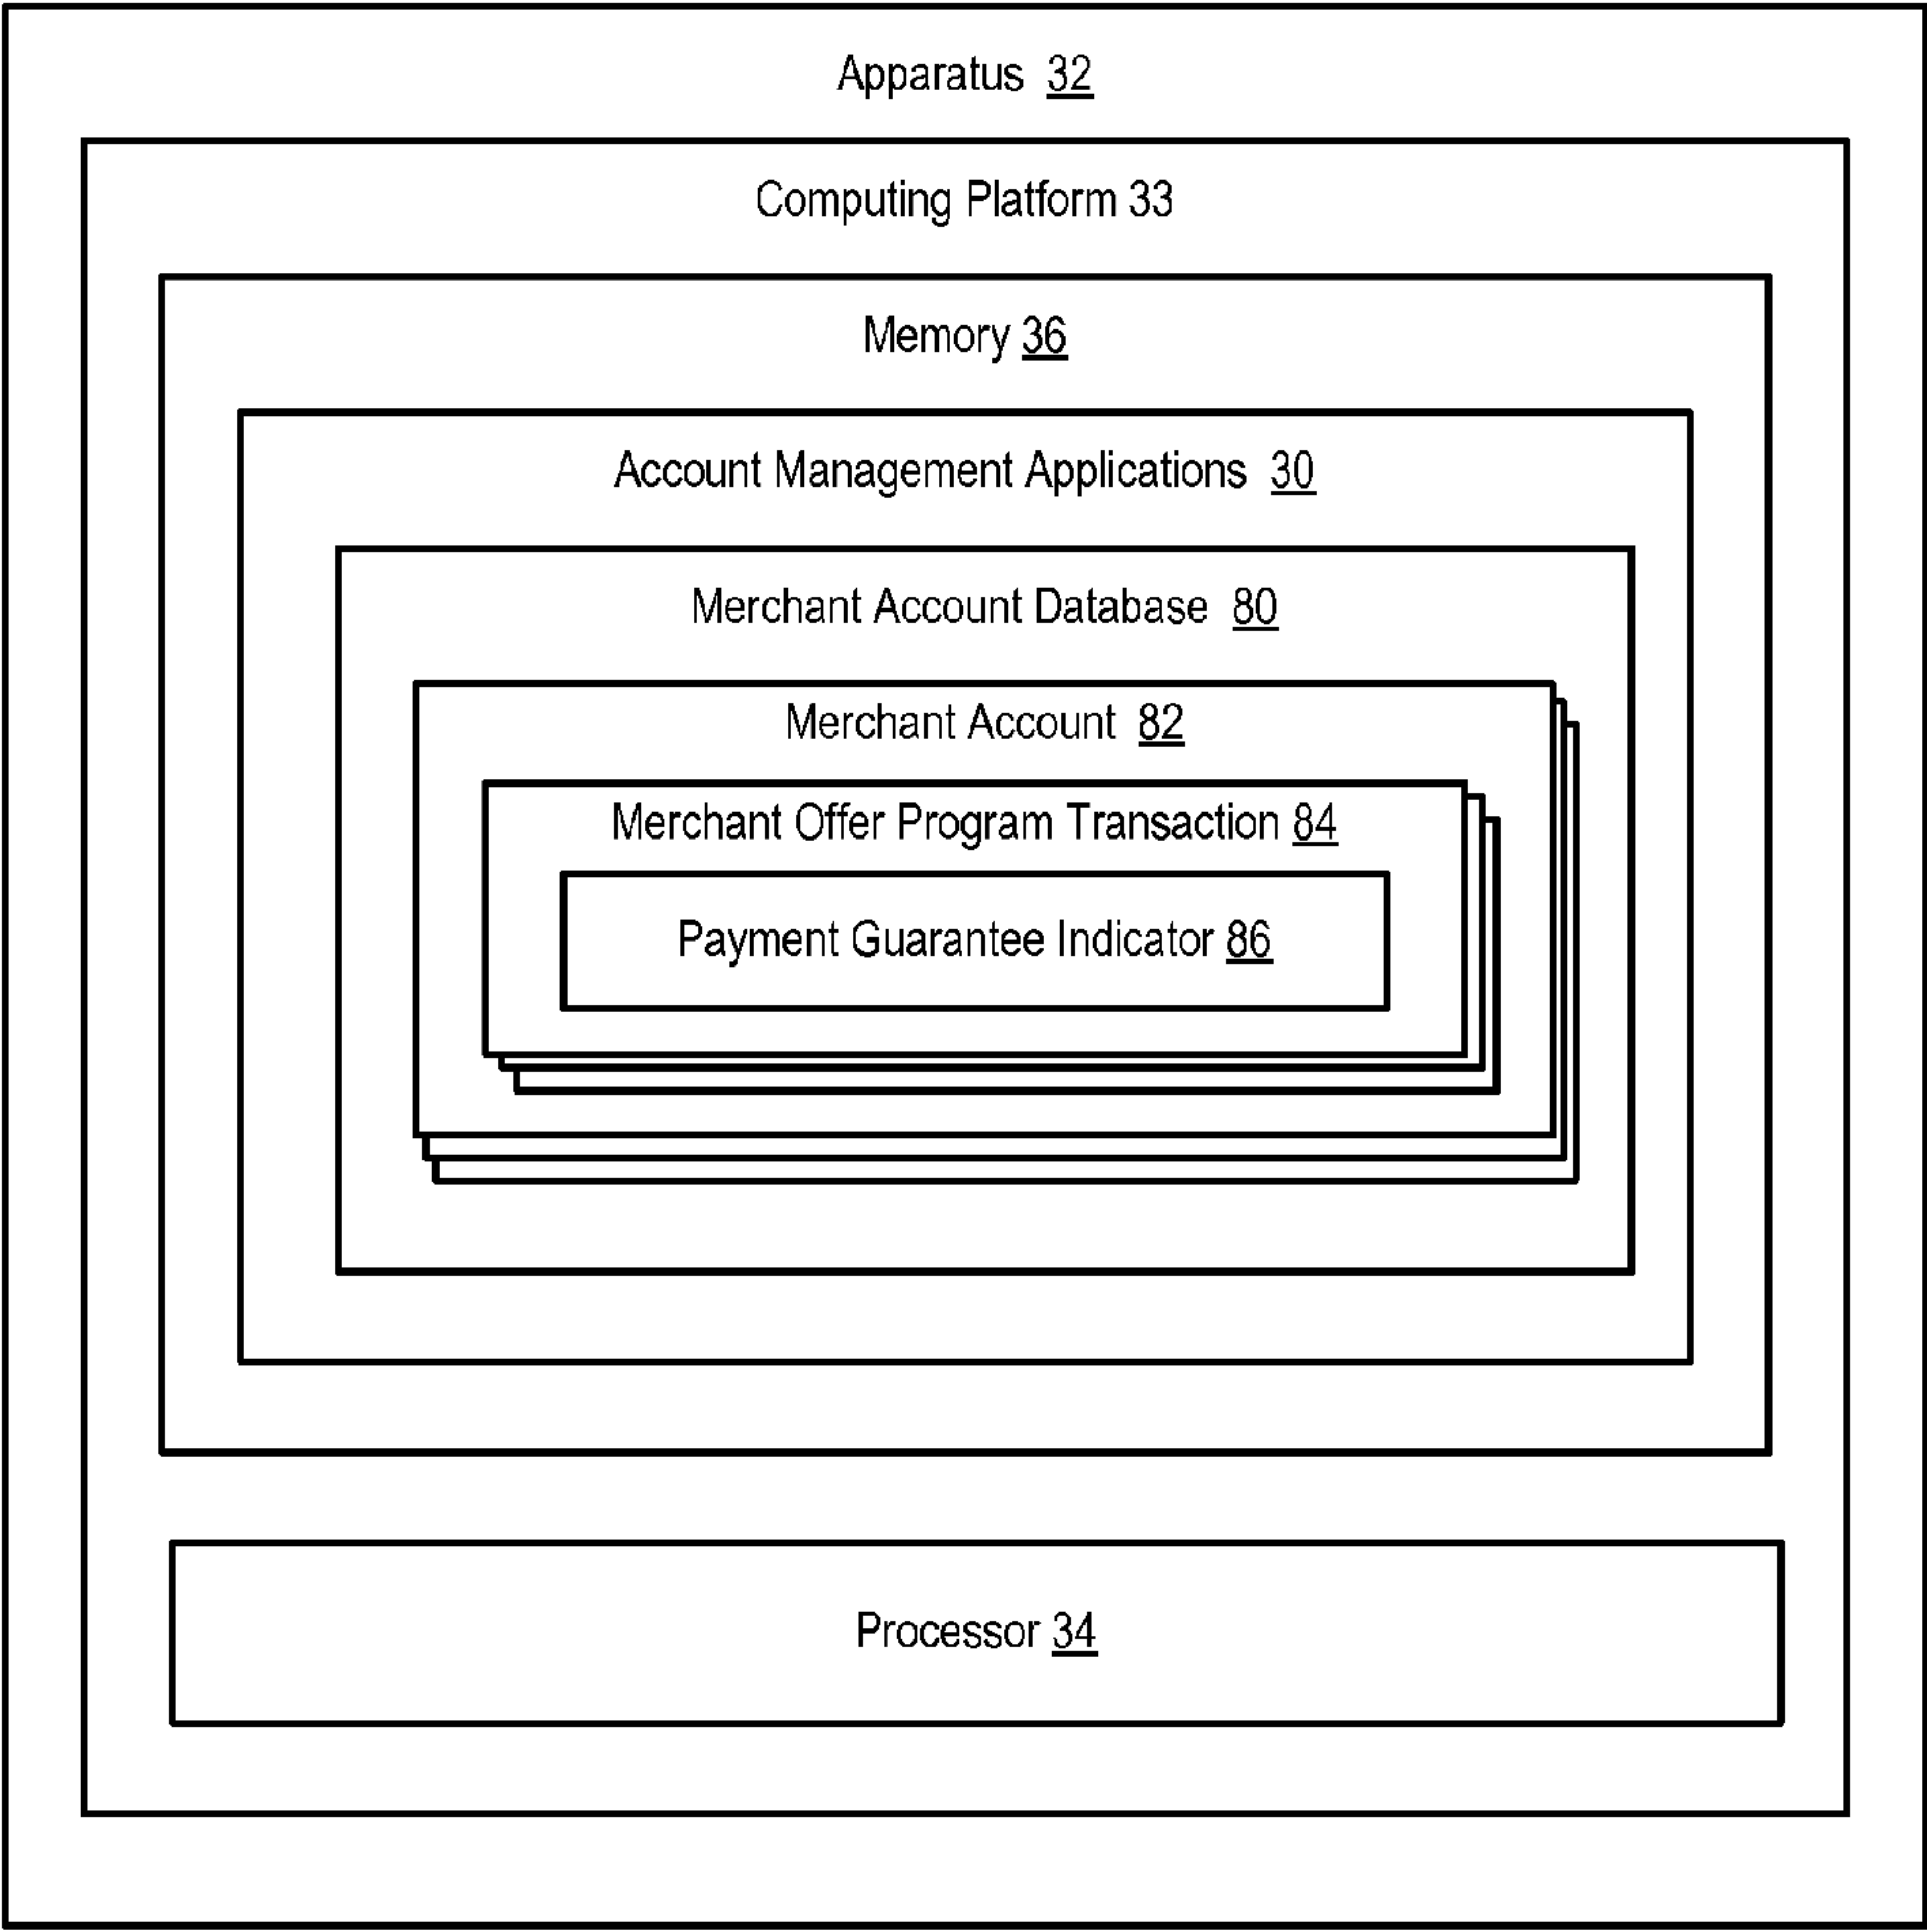 Apparatus 32
Computing Platform 33
Memory 36
Account Management Applications 30
Merchant Account Database 80
Merchant Account 82
Merchant Offer Program Transaction 84
Payment Guarantee Indicator 86
Processor 34